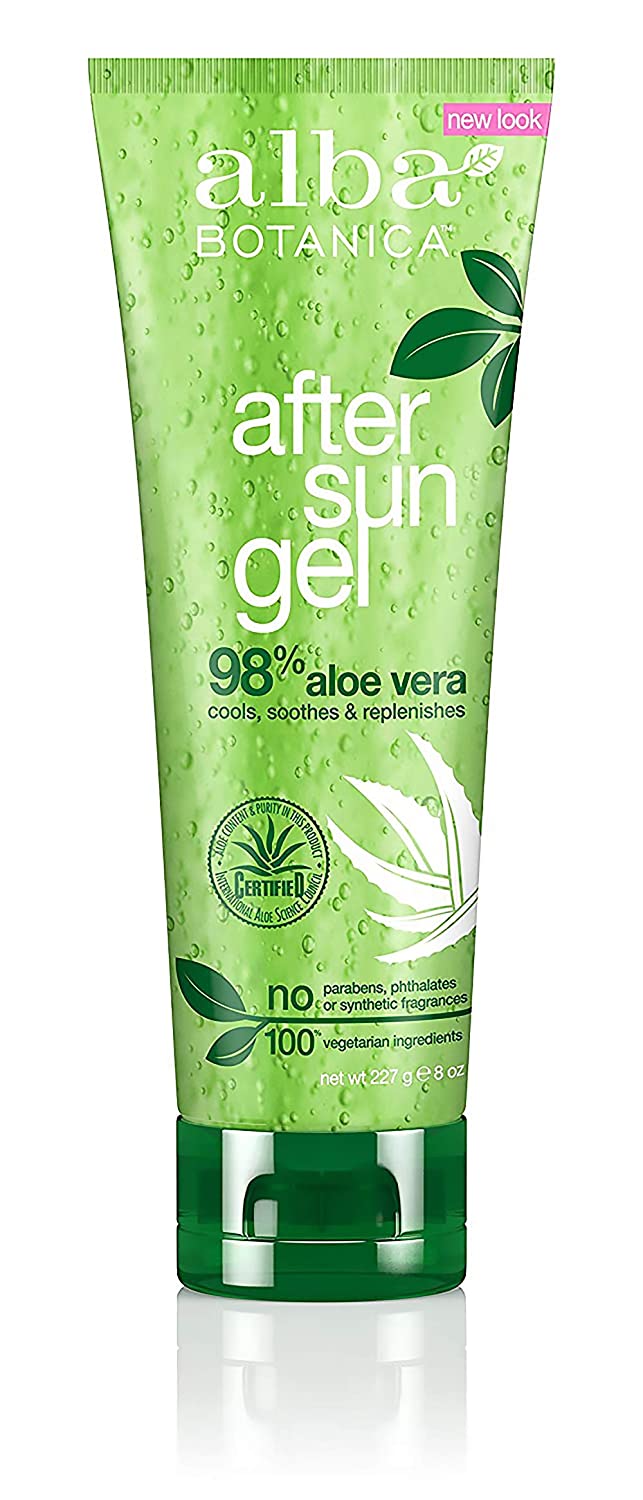 new look
alba
BOTANICA™
after
sun
gel
98% aloe vera
cools, soothes & replenishes
ALOE CONTENT & PURITY IN THIS PRODUCT
CERTIFIED
INTERNATIONAL ALOE SCIENCE COUNCIL
no parabens, phthalates
or synthetic fragrances
100% vegetarian ingredients
net wt 227 g ℮ 8 oz